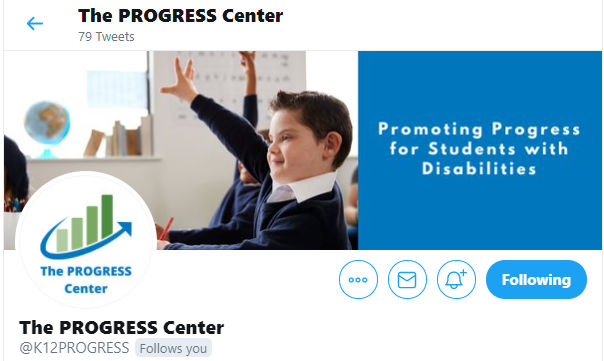 The PROGRESS Center
79 Tweets
Promoting Progress
for Students with
Disabilities
The PROGRESS
Center
Following
The PROGRESS Center
@K12PROGRESS Follows you